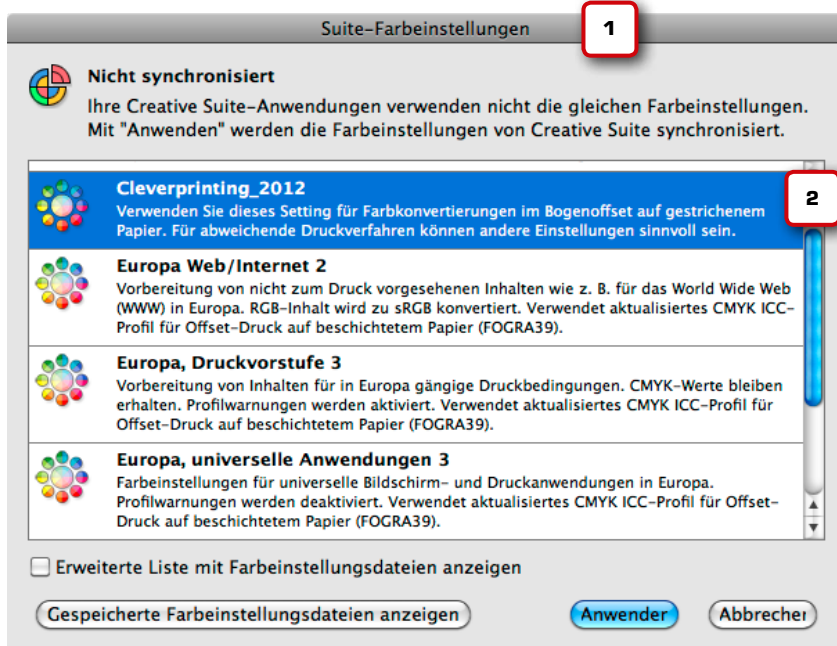 Suite-Farbeinstellungen
1
Nicht synchronisiert
Ihre Creative Suite-Anwendungen verwenden nicht die gleichen Farbeinstellungen.
Mit "Anwenden" werden die Farbeinstellungen von Creative Suite synchronisiert.
Cleverprinting_2012
2
Verwenden Sie dieses Setting für Farbkonvertierungen im Bogenoffset auf gestrichenem
Papier. Für abweichende Druckverfahren können andere Einstellungen sinnvoll sein.
Europa Web/Internet 2
Vorbereitung von nicht zum Druck vorgesehenen Inhalten wie z. B. für das World Wide Web
(WWW) in Europa. RGB-Inhalt wird zu sRGB konvertiert. Verwendet aktualisiertes CMYK ICC-
Profil für Offset-Druck auf beschichtetem Papier (FOGRA39).
Europa, Druckvorstufe 3
Vorbereitung von Inhalten für in Europa gängige Druckbedingungen. CMYK-Werte bleiben
erhalten. Profilwarnungen werden aktiviert. Verwendet aktualisiertes CMYK ICC-Profil für
Offset-Druck auf beschichtetem Papier (FOGRA39).
Europa, universelle Anwendungen 3
Farbeinstellungen für universelle Bildschirm- und Druckanwendungen in Europa.
Profilwarnungen werden deaktiviert. Verwendet aktualisiertes CMYK ICC-Profil für Offset-
Druck auf beschichtetem Papier (FOGRA39).
Erweiterte Liste mit Farbeinstellungsdateien anzeigen
Gespeicherte Farbeinstellungsdateien anzeigen Anwender Abbrecher